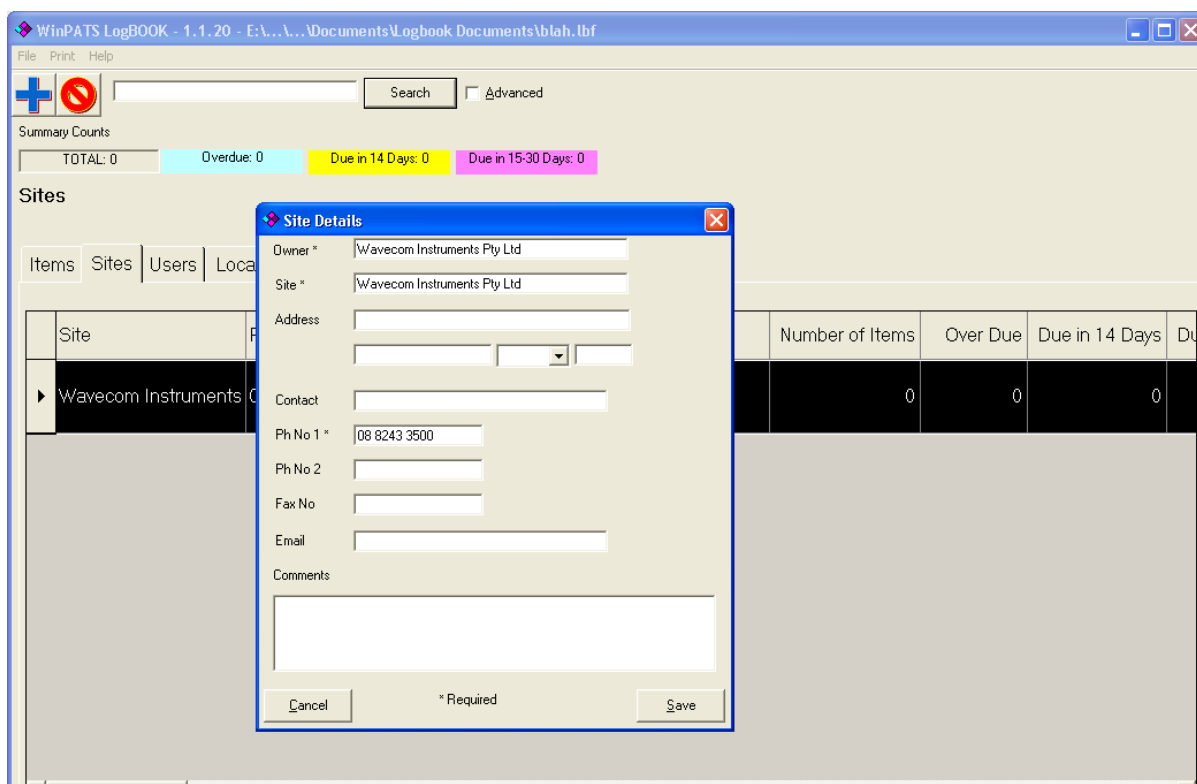 WinPATS LogBOOK - 1.1.20 - E:\...\...\Documents\Logbook Documents\blah.lbf
File Print Help
Search Advanced
Summary Counts
TOTAL: 0 Overdue: 0 Due in 14 Days: 0 Due in 15-30 Days: 0
Sites
Items Sites Users Loca
Site Number of Items Over Due Due in 14 Days Du
Wavecom Instruments 0 0 0
Site Details
Owner * Wavecom Instruments Pty Ltd
Site * Wavecom Instruments Pty Ltd
Address
Contact
Ph No 1 * 08 8243 3500
Ph No 2
Fax No
Email
Comments
Cancel * Required Save